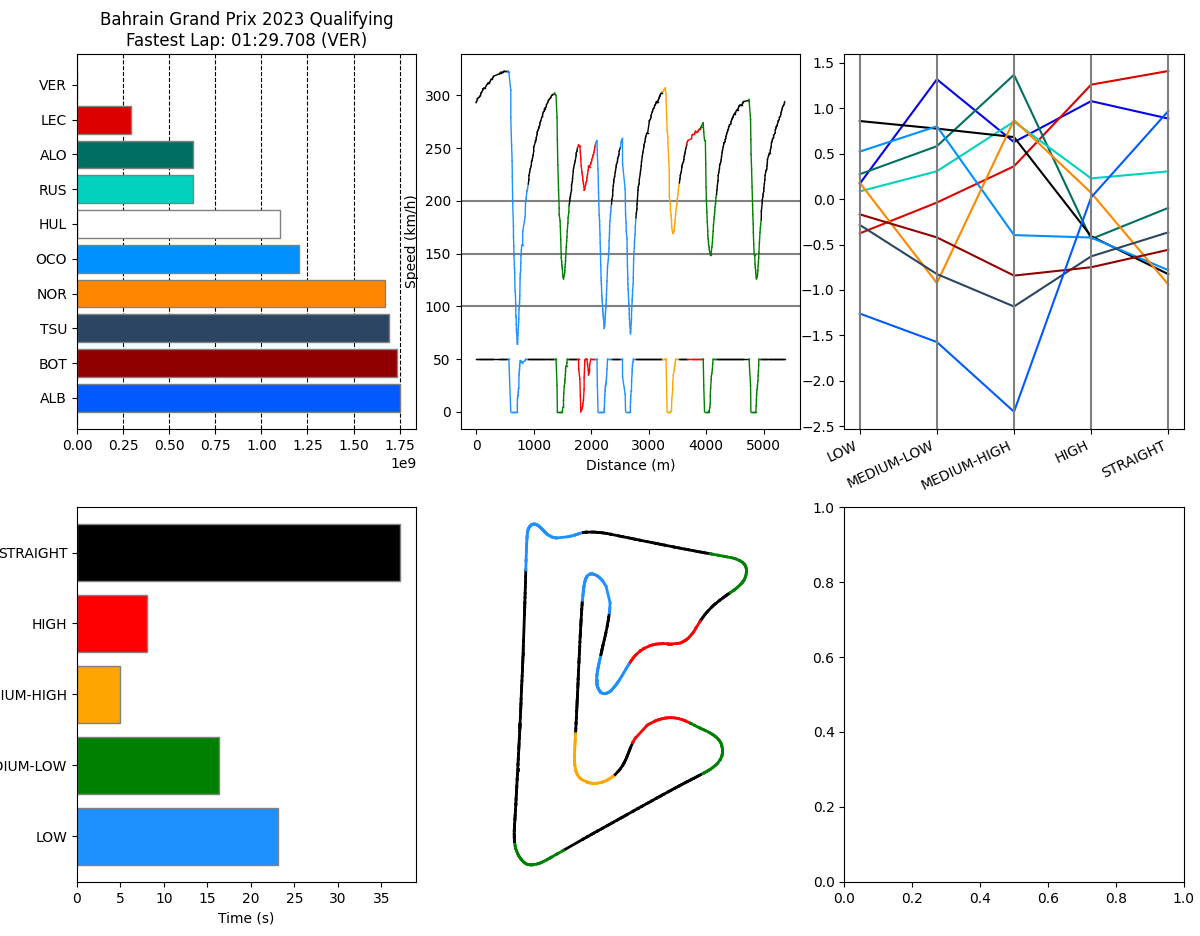 Bahrain Grand Prix 2023 Qualifying
Fastest Lap: 01:29.708 (VER)
VER
LEC
ALO
RUS
HUL
OCO
NOR
TSU
BOT
ALB
0.00 0.25 0.50 0.75 1.00 1.25 1.50 1.75
1e9
Speed (km/h)
300
250
200
150
100
50
0
0 1000 2000 3000 4000 5000
Distance (m)
1.5
1.0
0.5
0.0
−0.5
−1.0
−1.5
−2.0
−2.5
LOW
MEDIUM-LOW
MEDIUM-HIGH
HIGH
STRAIGHT
STRAIGHT
HIGH
IUM-HIGH
DIUM-LOW
LOW
0 5 10 15 20 25 30 35
Time (s)
1.0
0.8
0.6
0.4
0.2
0.0
0.0 0.2 0.4 0.6 0.8 1.0